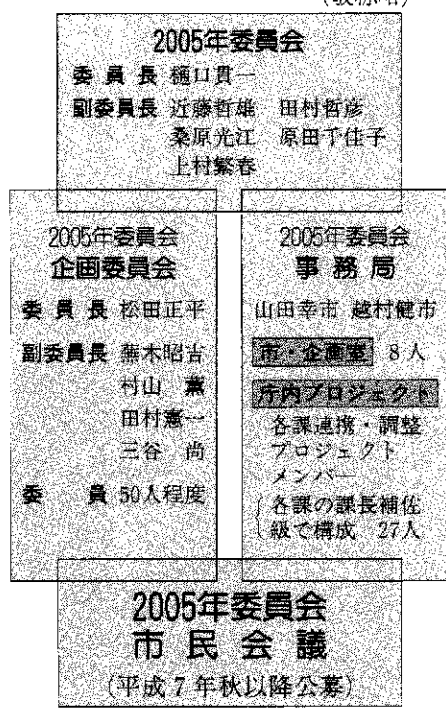 (敬称略)
2005年委員会
委員長 樋口貫一
副委員長 近藤哲雄 田村哲彦
桑原光江 原田千佳子
上村繁春
2005年委員会
企画委員会
委員長 松田正平
副委員長 蕪木昭吉
村山 薫
田村憲一
三谷 尚
委員 50人程度
2005年委員会
事務局
山田幸市 越村健市
市・企画室 8人
庁内プロジェクト
各課連携・調整
プロジェクト
メンバー
各課の課長補佐
級で構成 27人
2005年委員会
市民会議
(平成7年秋以降公募)